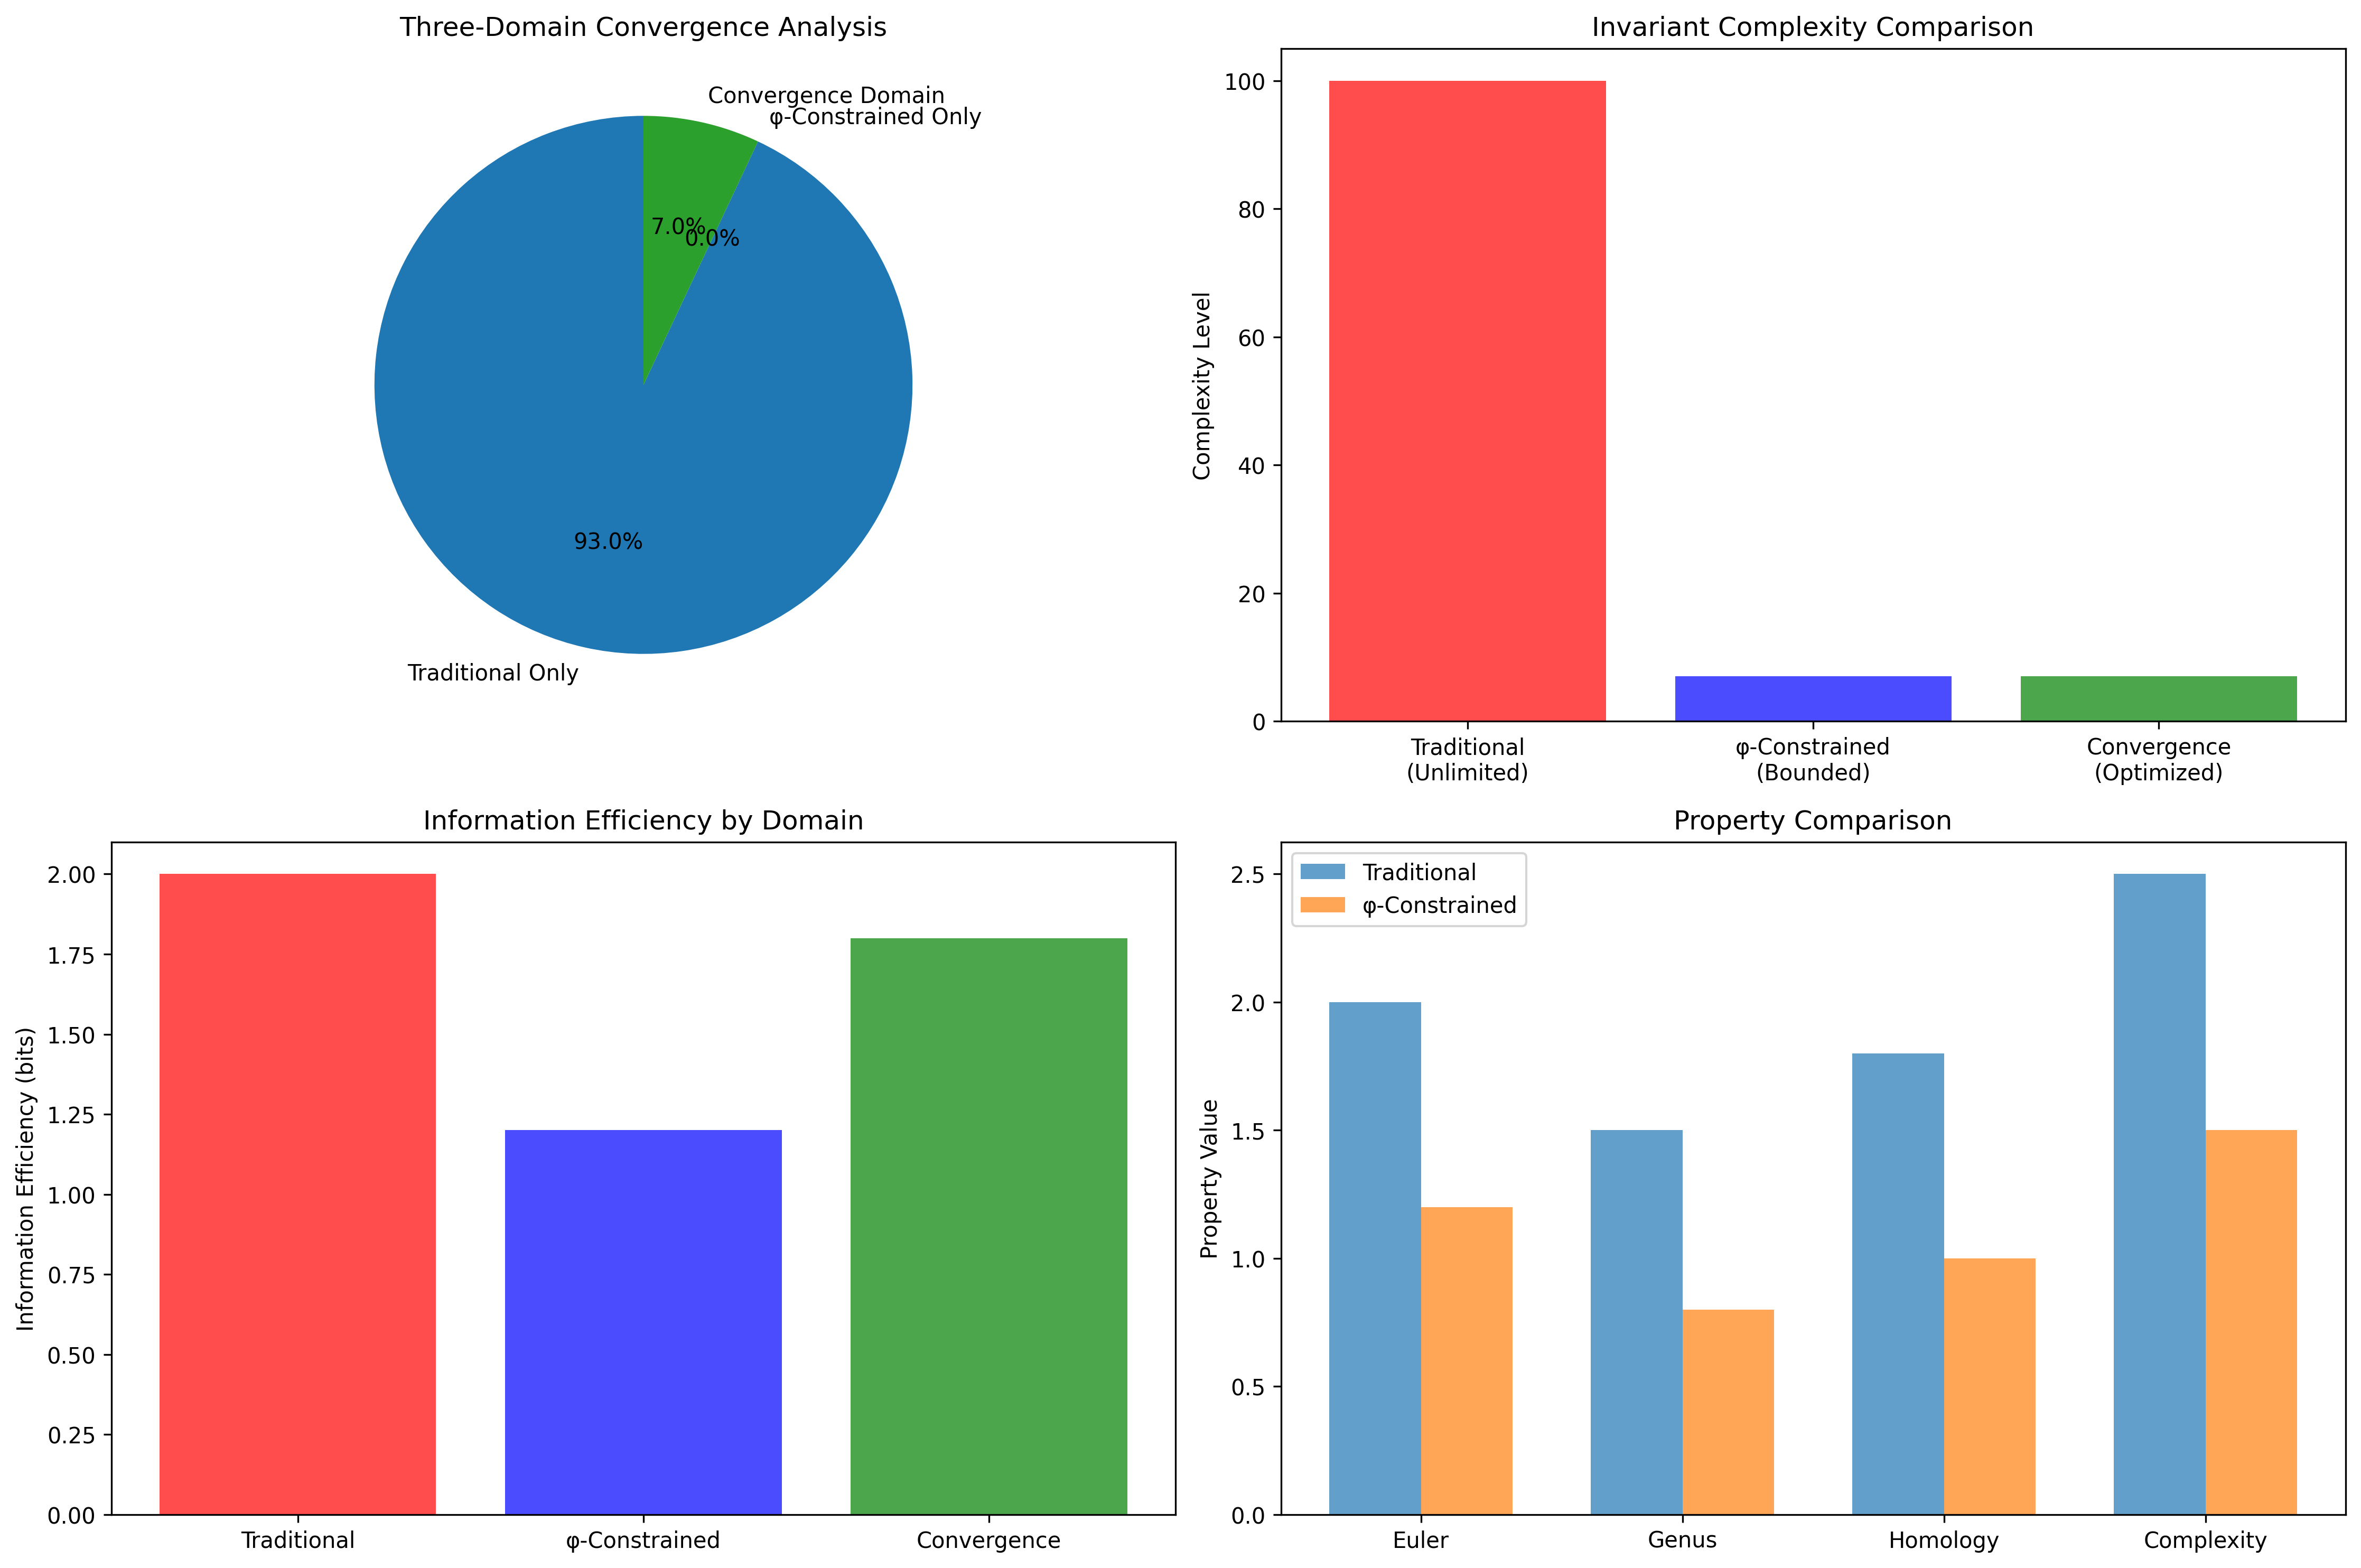 Three-Domain Convergence Analysis
Convergence Domain
φ-Constrained Only
7.0%
0.0%
93.0%
Traditional Only
Invariant Complexity Comparison
Complexity Level
100
80
60
40
20
0
Traditional
(Unlimited)
φ-Constrained
(Bounded)
Convergence
(Optimized)
Information Efficiency by Domain
Information Efficiency (bits)
2.00
1.75
1.50
1.25
1.00
0.75
0.50
0.25
0.00
Traditional
φ-Constrained
Convergence
Property Comparison
Traditional
φ-Constrained
Property Value
2.5
2.0
1.5
1.0
0.5
0.0
Euler
Genus
Homology
Complexity